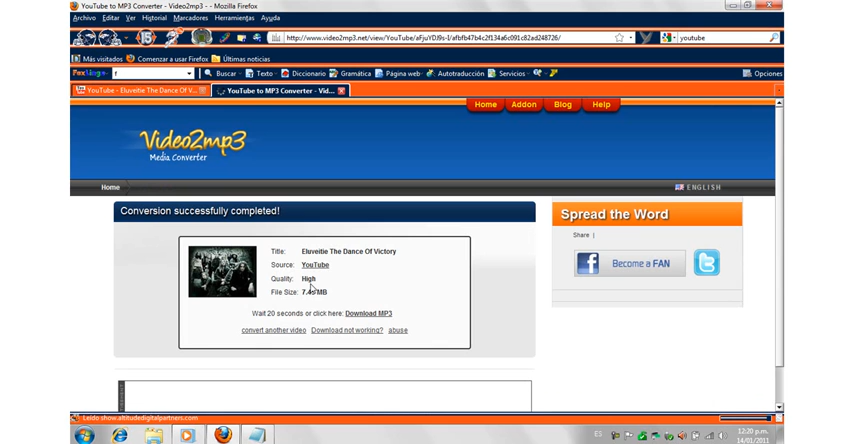 YouTube to MP3 Converter - Video2mp3 - Mozilla Firefox
Archivo Editar Ver Historial Marcadores Herramientas Ayuda
http://www.video2mp3.net/view/YouTube/aFjuYDJ9s-I/afbfb47b4c2f134a6c091c82ad248726/
youtube
Más visitados Comenzar a usar Firefox Últimas noticias
f Buscar Texto Diccionario Gramática Página web Autotraducción Servicios Opciones
YouTube - Eluveitie The Dance Of V... YouTube to MP3 Converter - Vid...
Home Addon Blog Help
Video2mp3
Media Converter
Home ENGLISH
Conversion successfully completed!
Spread the Word
Share |
Become a FAN
Title: Eluveitie The Dance Of Victory
Source: YouTube
Quality: High
File Size: MB
Wait 20 seconds or click here: Download MP3
convert another video Download not working? abuse
Leído show.altitudedigitalpartners.com
ES 12:20 p.m.
14/01/2011